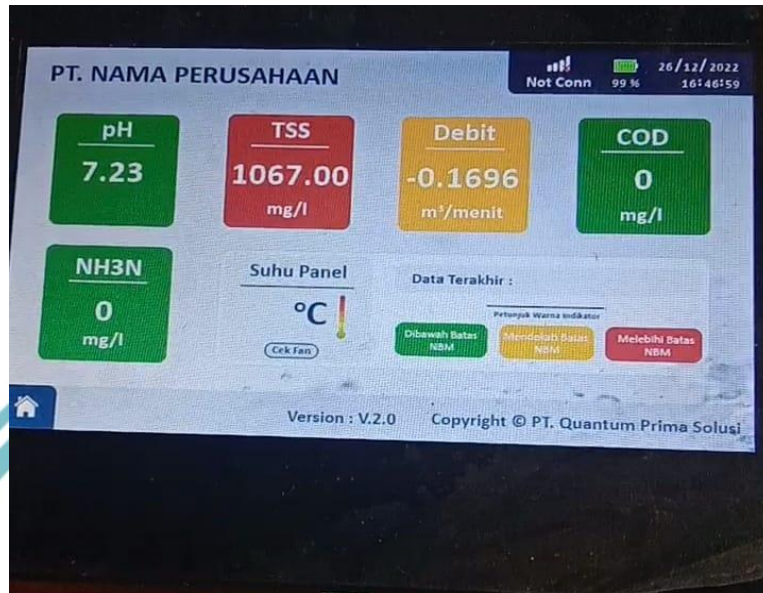 PT. NAMA PERUSAHAAN
Not Conn
99 %
26/12/2022
16:46:59
pH
7.23
TSS
1067.00
mg/l
Debit
-0.1696
m³/menit
COD
0
mg/l
NH3N
0
mg/l
Suhu Panel
°C
Cek Fan
Data Terakhir :
Petunjuk Warna Indikator
Dibawah Batas
NBM
Mendekati Batas
NBM
Melebihi Batas
NBM
Version : V.2.0
Copyright © PT. Quantum Prima Solusi